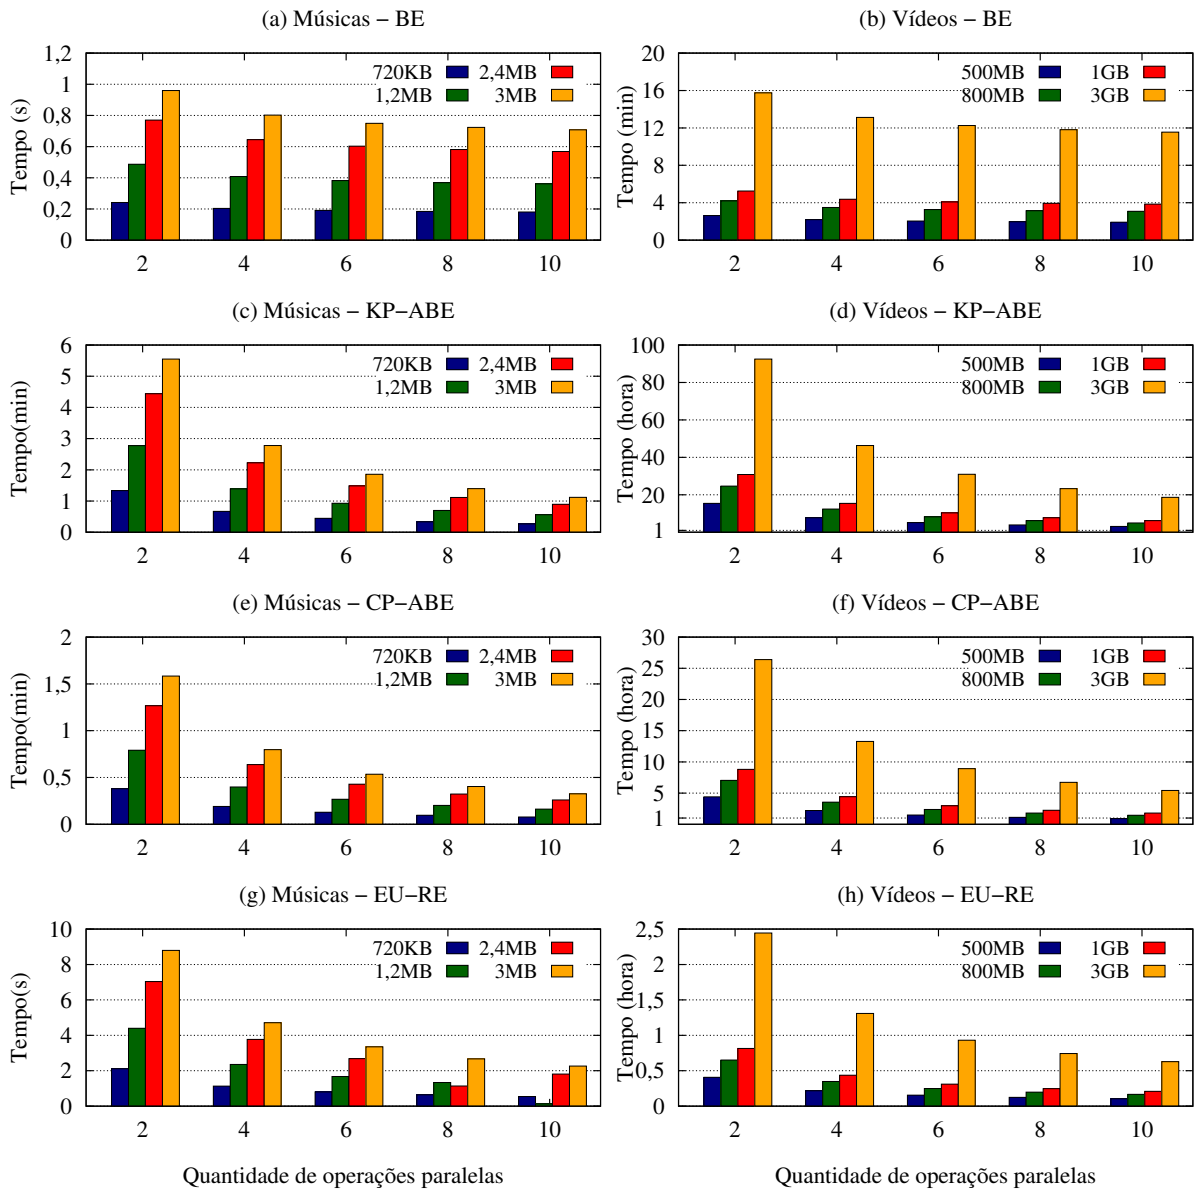 (a) Músicas − BE
Tempo (s)
1,2
1
0,8
0,6
0,4
0,2
0
720KB 2,4MB
1,2MB 3MB
2 4 6 8 10
(b) Vídeos − BE
Tempo (min)
20
16
12
8
4
0
500MB 1GB
800MB 3GB
2 4 6 8 10
(c) Músicas − KP−ABE
Tempo(min)
6
5
4
3
2
1
0
720KB 2,4MB
1,2MB 3MB
2 4 6 8 10
(d) Vídeos − KP−ABE
Tempo (hora)
100
80
60
40
20
1
500MB 1GB
800MB 3GB
2 4 6 8 10
(e) Músicas − CP−ABE
Tempo(min)
2
1,5
1
0,5
0
720KB 2,4MB
1,2MB 3MB
2 4 6 8 10
(f) Vídeos − CP−ABE
Tempo (hora)
30
25
20
15
10
5
1
500MB 1GB
800MB 3GB
2 4 6 8 10
(g) Músicas − EU−RE
Tempo(s)
10
8
6
4
2
0
720KB 2,4MB
1,2MB 3MB
2 4 6 8 10
Quantidade de operações paralelas
(h) Vídeos − EU−RE
Tempo (hora)
2,5
2
1,5
1
0,5
0
500MB 1GB
800MB 3GB
2 4 6 8 10
Quantidade de operações paralelas